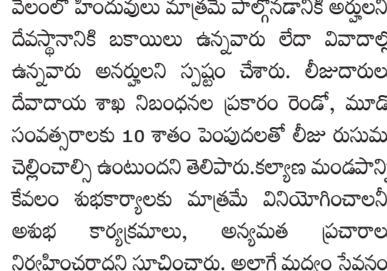 వేలంలో హిందువులు మాత్రమే పాల్గొనడానికి అర్హులని
దేవస్థానానికి బకాయిలు ఉన్నవారు లేదా వివాదాల్లో
ఉన్నవారు అనర్హులని స్పష్టం చేశారు. లీజుదారుల
దేవాదాయ శాఖ నిబంధనల ప్రకారం రెండో, మూడో
సంవత్సరాలకు 10 శాతం పెంపుదలతో లీజు రుసుమ
చెల్లించాల్సి ఉంటుందని తెలిపారు.కల్యాణ మండపాన్ని
కేవలం శుభకార్యాలకు మాత్రమే వినియోగించాలనీ
అశుభ కార్యక్రమాలు, అన్యమత ప్రచారాల
నిర్వహించరాదని సూచించారు. అలాగే మద్యం సేవనం